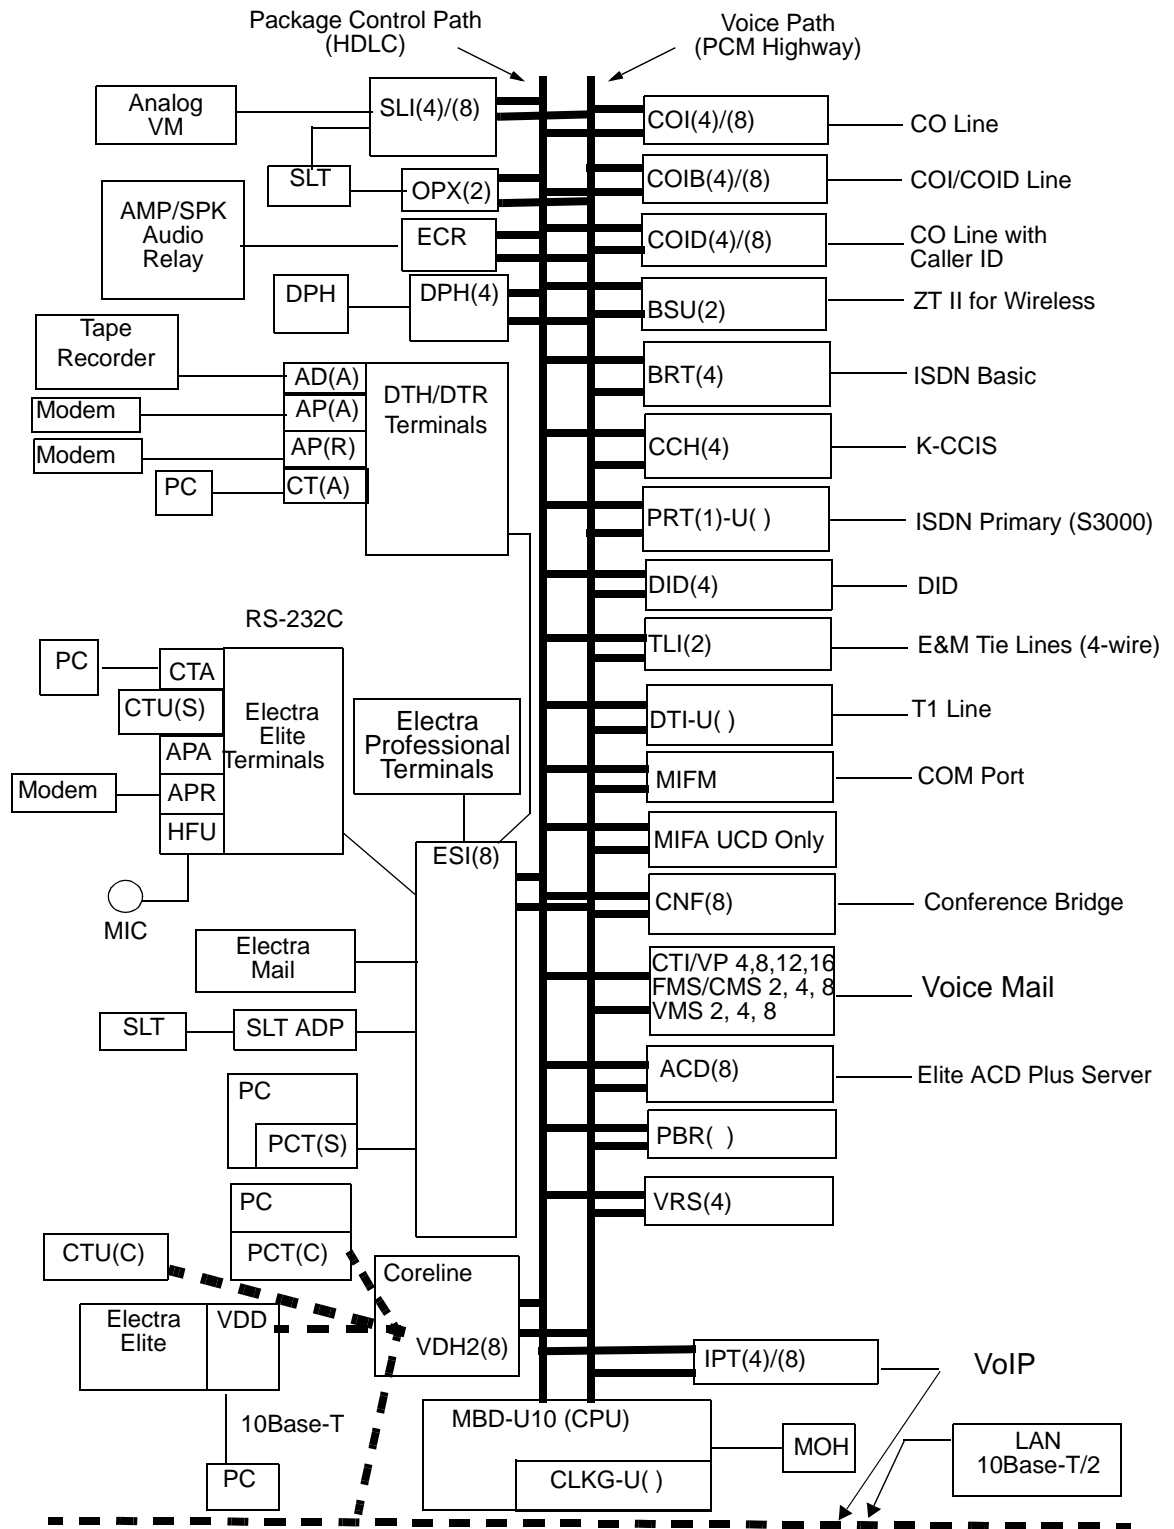 Package Control Path
(HDLC)
Voice Path
(PCM Highway)
Analog
VM
SLI(4)/(8)
COI(4)/(8)
CO Line
SLT
OPX(2)
COIB(4)/(8)
COI/COID Line
AMP/SPK
Audio
Relay
ECR
COID(4)/(8)
CO Line with
Caller ID
DPH
DPH(4)
BSU(2)
ZT II for Wireless
Tape
Recorder
AD(A)
DTH/DTR
Terminals
BRT(4)
ISDN Basic
Modem
AP(A)
Modem
AP(R)
CCH(4)
K-CCIS
PC
CT(A)
PRT(1)-U( )
ISDN Primary (S3000)
DID(4)
DID
RS-232C
TLI(2)
E&M Tie Lines (4-wire)
PC
CTA
CTU(S)
Electra
Elite
Terminals
Electra
Professional
Terminals
DTI-U( )
T1 Line
APA
MIFM
COM Port
Modem
APR
HFU
MIFA UCD Only
ESI(8)
MIC
CNF(8)
Conference Bridge
Electra
Mail
CTI/VP 4,8,12,16
FMS/CMS 2, 4, 8
VMS 2, 4, 8
Voice Mail
SLT
SLT ADP
ACD(8)
Elite ACD Plus Server
PC
PCT(S)
PBR( )
PC
VRS(4)
CTU(C)
PCT(C)
Coreline
VDH2(8)
Electra
Elite
VDD
IPT(4)/(8)
VoIP
10Base-T
MBD-U10 (CPU)
MOH
LAN
10Base-T/2
PC
CLKG-U( )